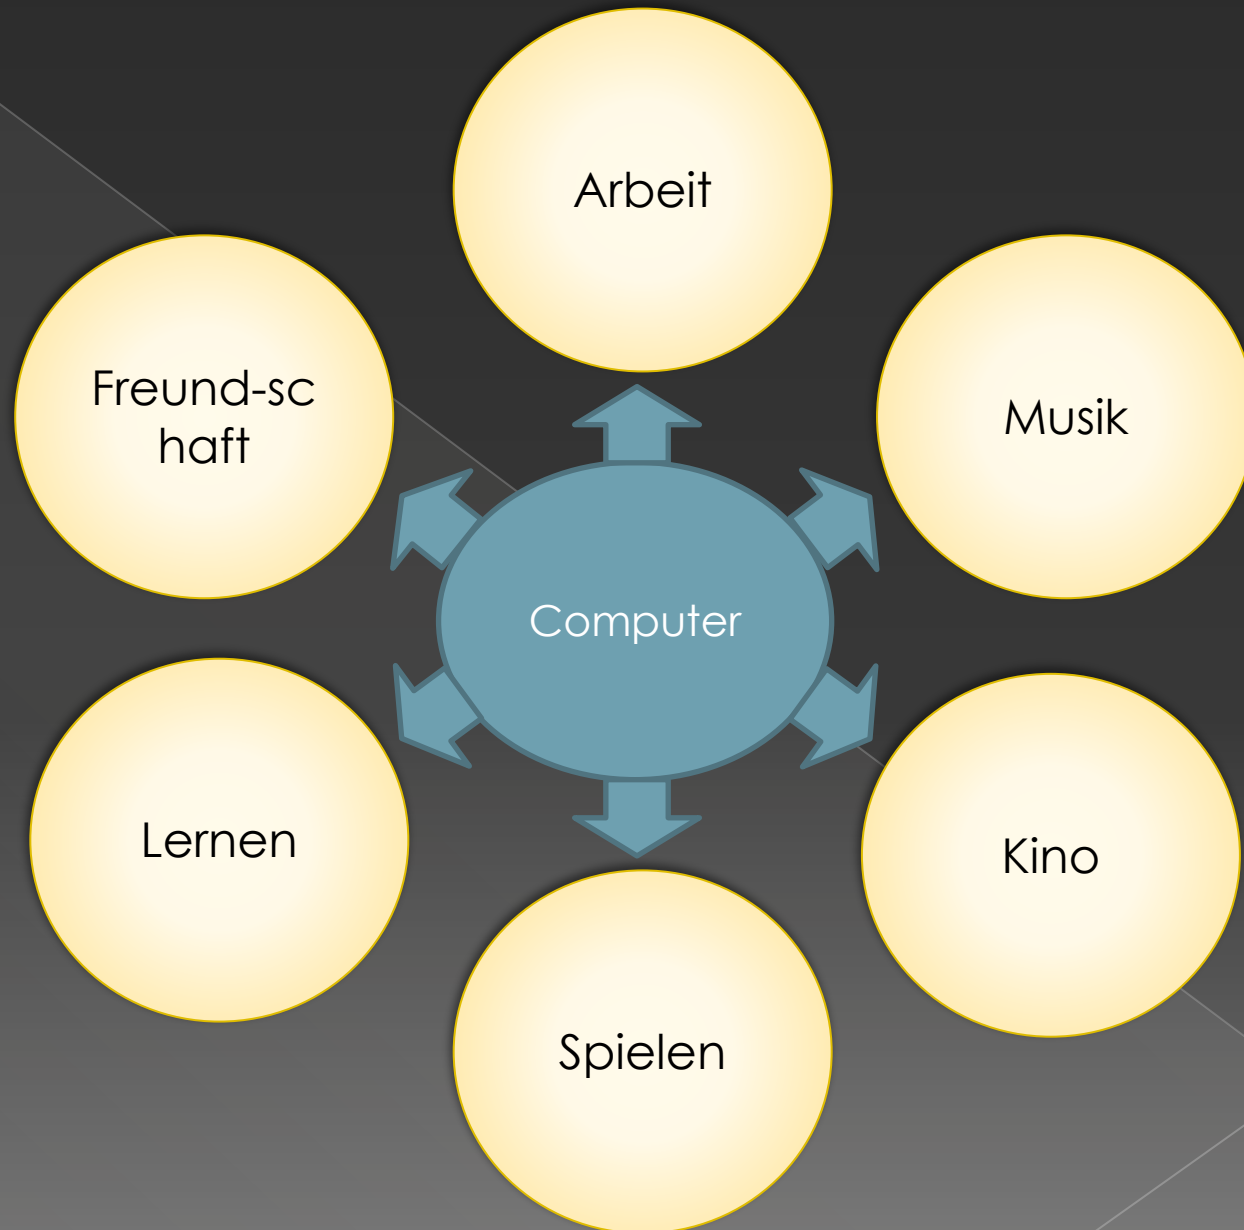 Arbeit
Freund-sc
haft
Musik
Computer
Lernen
Kino
Spielen